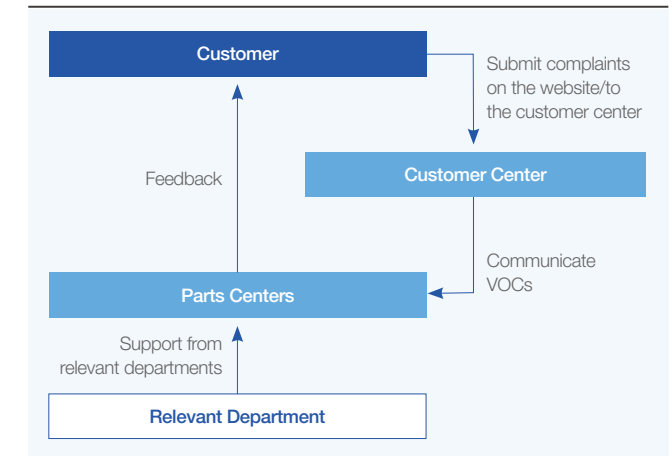 Customer
Submit complaints
on the website/to
the customer center
Feedback
Customer Center
Communicate
VOCs
Parts Centers
Support from
relevant departments
Relevant Department